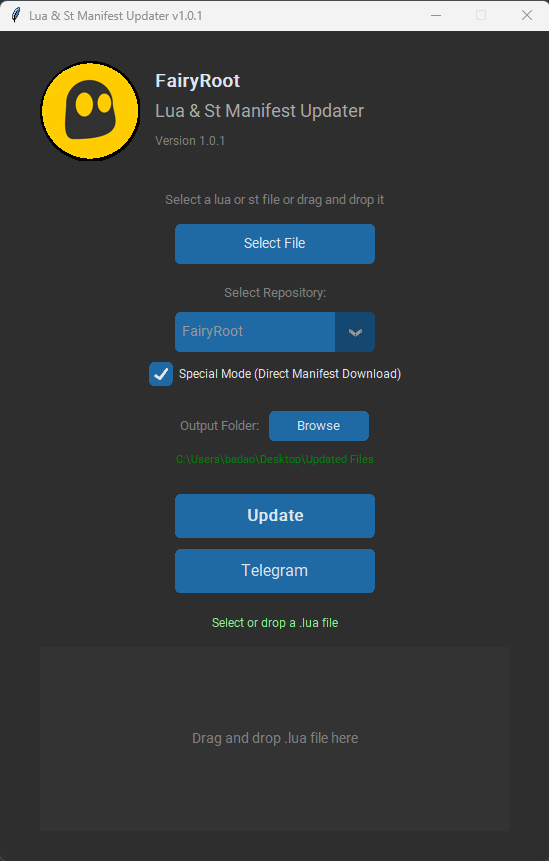 Lua & St Manifest Updater v1.0.1
FairyRoot
Lua & St Manifest Updater
Version 1.0.1
Select a lua or st file or drag and drop it
Select File
Select Repository:
FairyRoot
Special Mode (Direct Manifest Download)
Output Folder: Browse
C:\Users\badao\Desktop\Updated Files
Update
Telegram
Select or drop a .lua file
Drag and drop .lua file here